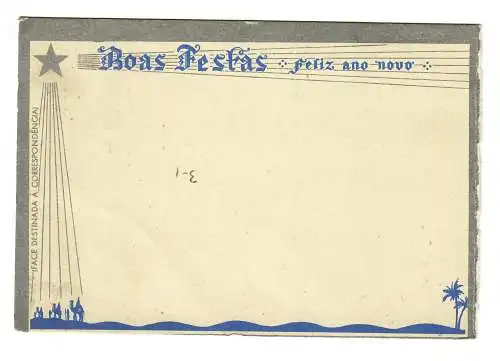 Boas Festas feliz ano novo
(FACE DESTINADA À CORRESPONDÊNCIA)
3-1